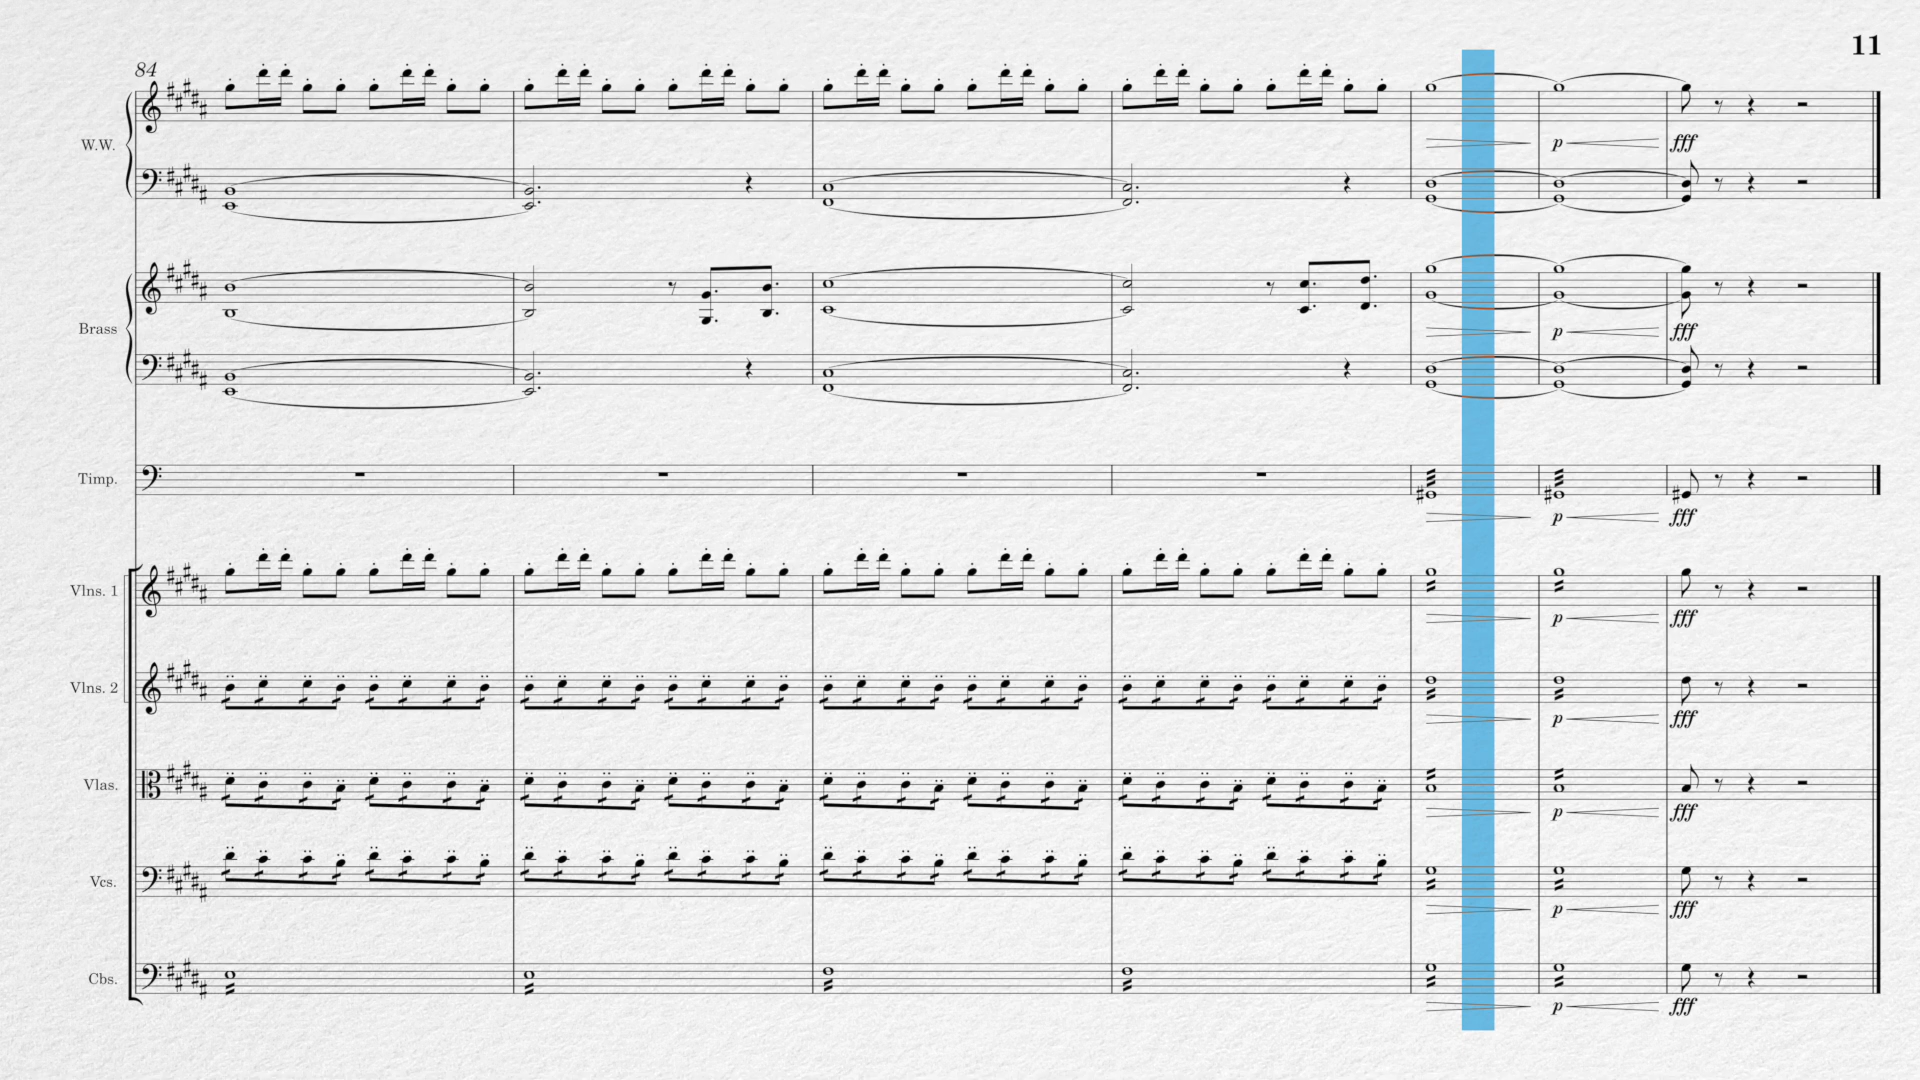 11
84
W.W.
p fff
Brass
p fff
Timp.
p fff
Vlns. 1
p fff
Vlns. 2
p fff
Vlas.
p fff
Vcs.
p fff
Cbs.
p fff